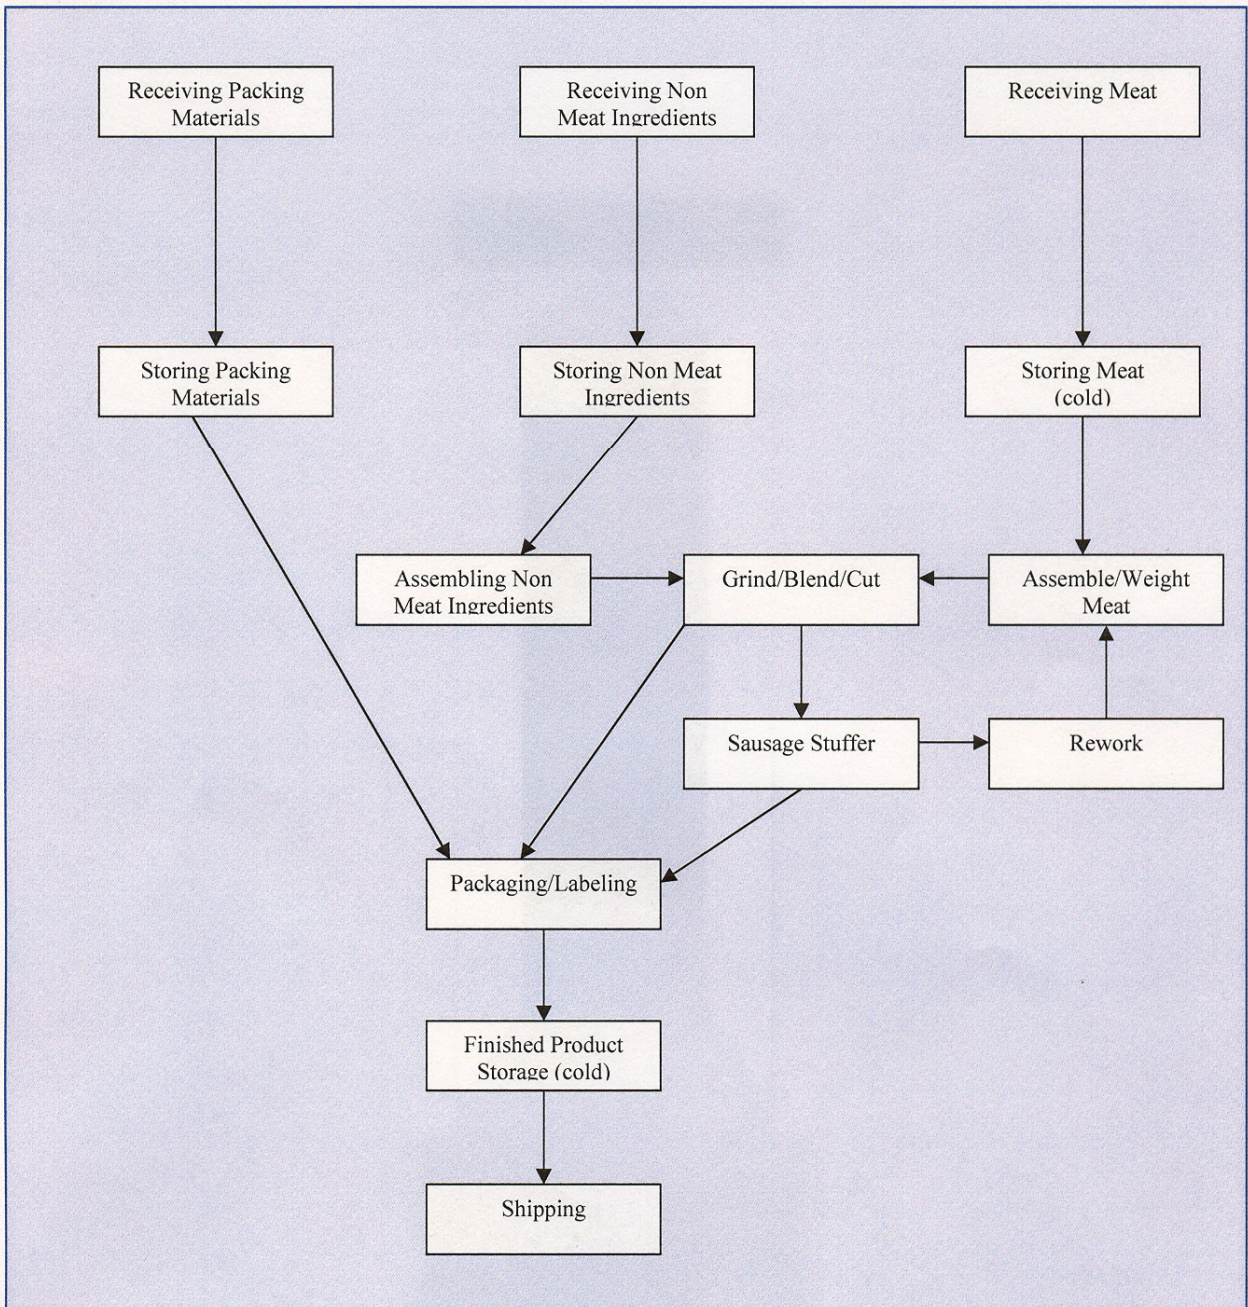 Receiving Packing
Materials
Receiving Non
Meat Ingredients
Receiving Meat
Storing Packing
Materials
Storing Non Meat
Ingredients
Storing Meat
(cold)
Assembling Non
Meat Ingredients
Grind/Blend/Cut
Assemble/Weight
Meat
Sausage Stuffer
Rework
Packaging/Labeling
Finished Product
Storage (cold)
Shipping